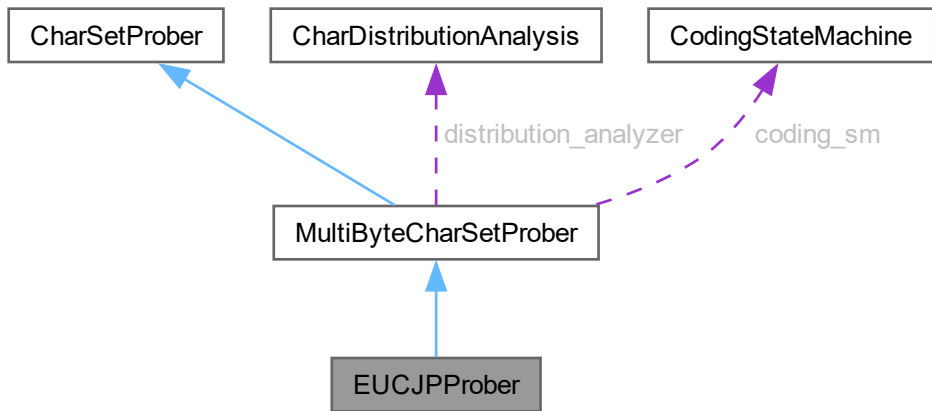 CharSetProber
CharDistributionAnalysis
CodingStateMachine
distribution_analyzer
coding_sm
MultiByteCharSetProber
EUCJPProber